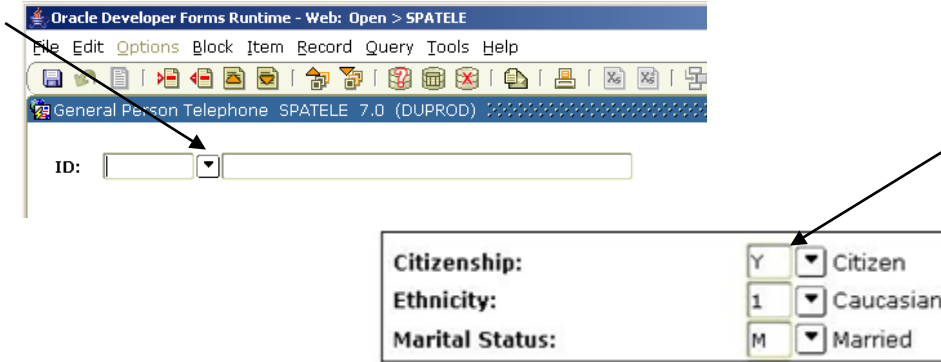 Oracle Developer Forms Runtime - Web: Open > SPATELE
File Edit Options Block Item Record Query Tools Help
General Person Telephone SPATELE 7.0 (DUPROD)
ID:
Citizenship: Y Citizen
Ethnicity: 1 Caucasian
Marital Status: M Married